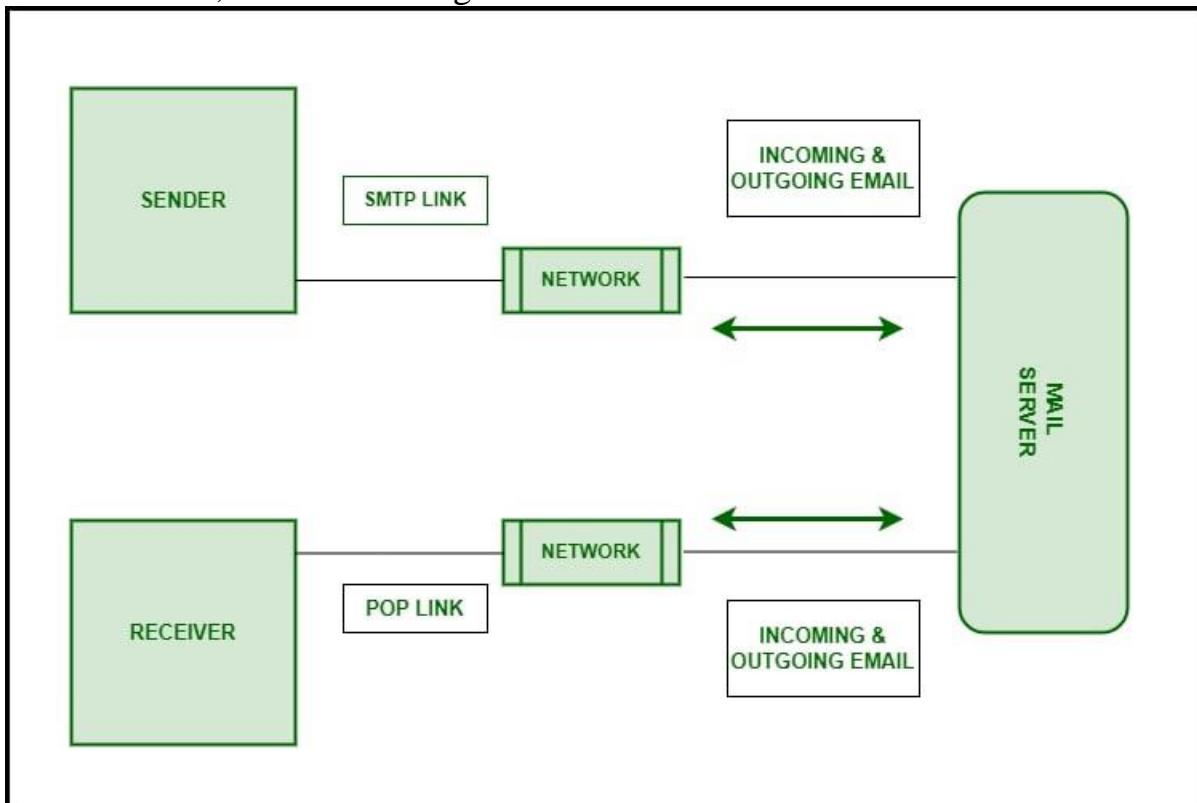 SENDER
SMTP LINK
NETWORK
INCOMING &
OUTGOING EMAIL
MAIL
SERVER
RECEIVER
POP LINK
NETWORK
INCOMING &
OUTGOING EMAIL